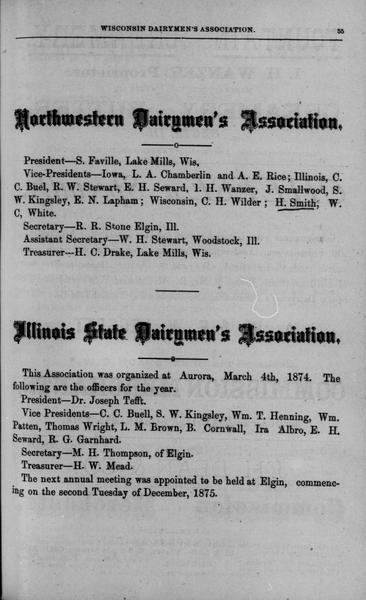 WISCONSIN DAIRYMEN'S ASSOCIATION. 55
Northwestern Dairymen's Association.
President—S. Faville, Lake Mills, Wis.
Vice-Presidents—Iowa, L. A. Chamberlin and A. E. Rice; Illinois, C.
C. Buel, R. W. Stewart, E. H. Seward, I. H. Wanzer, J. Smallwood, S.
W. Kingsley, E. N. Lapham; Wisconsin, C. H. Wilder; H. Smith, W.
C, White.
Secretary—R. R. Stone Elgin, Ill.
Assistant Secretary—W. H. Stewart, Woodstock, Ill.
Treasurer—H. C. Drake, Lake Mills, Wis.
Illinois State Dairymen's Association.
This Association was organized at Aurora, March 4th, 1874. The
following are the officers for the year.
President—Dr. Joseph Tefft.
Vice Presidents—C. C. Buell, S. W. Kingsley, Wm. T. Henning, Wm.
Patten, Thomas Wright, L. M. Brown, B. Cornwall, Ira Albro, E. H.
Seward, R. G. Garnhard.
Secretary—M. H. Thompson, of Elgin.
Treasurer—H. W. Mead.
The next annual meeting was appointed to be held at Elgin, commenc-
ing on the second Tuesday of December, 1875.